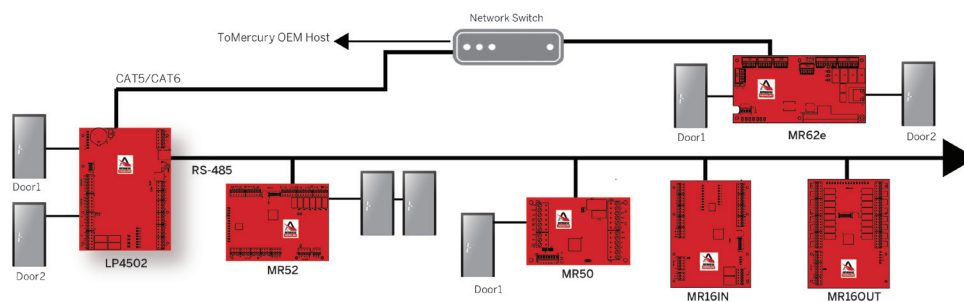 Network Switch
ToMercury OEM Host
CAT5/CAT6
Door1
MR62e
Door2
Door1
RS-485
Door2
LP4502
MR52
Door1
MR50
MR16IN
MR16OUT